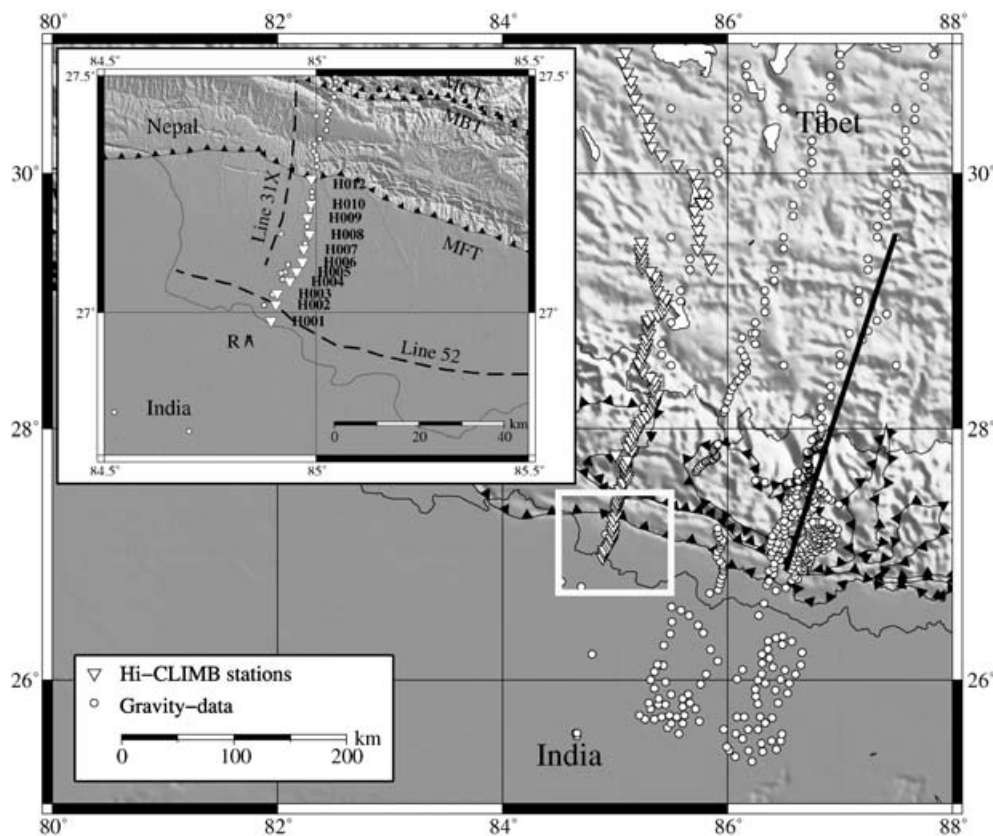 80° 82° 84° 86° 88°
84.5° 85° 85.5°
27.5° 27.5°
MCT
MBT
Nepal
Tibet
Line 31X
H012
H010
H009
H008
MFT
H007
H006
H005
H004
H003
H002
H001
27° 27°
R
Line 52
India
0 20 40 km
84.5° 85° 85.5°
30° 30°
28° 28°
26° 26°
Hi−CLIMB stations
Gravity−data
0 100 200 km
India
80° 82° 84° 86° 88°